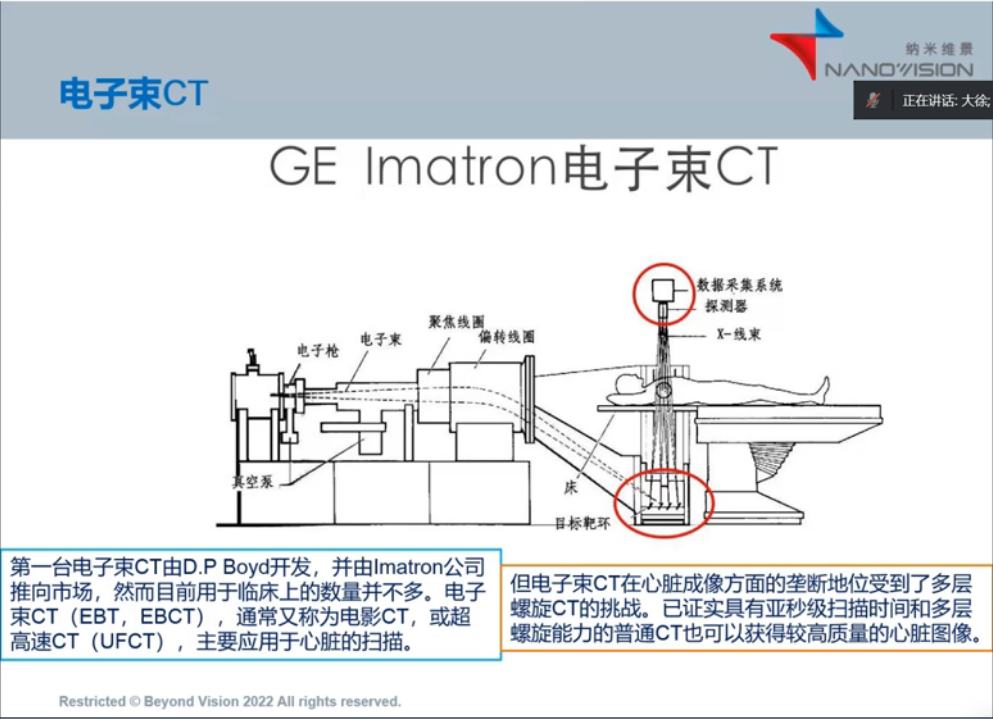 纳米维景
NANOVISION
电子束CT
正在讲话: 大徐;
GE Imatron电子束CT
数据采集系统
探测器
X-线束
聚焦线圈
偏转线圈
电子束
电子枪
真空泵
床
目标靶环
第一台电子束CT由D.P Boyd开发，并由Imatron公司
推向市场，然而目前用于临床上的数量并不多。电子
束CT（EBT，EBCT），通常又称为电影CT，或超
高速CT（UFCT），主要应用于心脏的扫描。
但电子束CT在心脏成像方面的垄断地位受到了多层
螺旋CT的挑战。已证实具有亚秒级扫描时间和多层
螺旋能力的普通CT也可以获得较高质量的心脏图像。
Restricted © Beyond Vision 2022 All rights reserved.